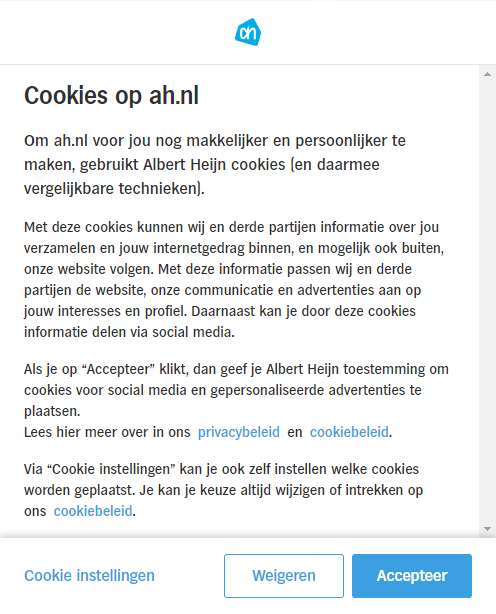 ah
Cookies op ah.nl
Om ah.nl voor jou nog makkelijker en persoonlijker te
maken, gebruikt Albert Heijn cookies (en daarmee
vergelijkbare technieken).
Met deze cookies kunnen wij en derde partijen informatie over jou
verzamelen en jouw internetgedrag binnen, en mogelijk ook buiten,
onze website volgen. Met deze informatie passen wij en derde
partijen de website, onze communicatie en advertenties aan op
jouw interesses en profiel. Daarnaast kan je door deze cookies
informatie delen via social media.
Als je op “Accepteer” klikt, dan geef je Albert Heijn toestemming om
cookies voor social media en gepersonaliseerde advertenties te
plaatsen.
Lees hier meer over in ons privacybeleid en cookiebeleid.
Via “Cookie instellingen” kan je ook zelf instellen welke cookies
worden geplaatst. Je kan je keuze altijd wijzigen of intrekken op
ons cookiebeleid.
Cookie instellingen Weigeren Accepteer